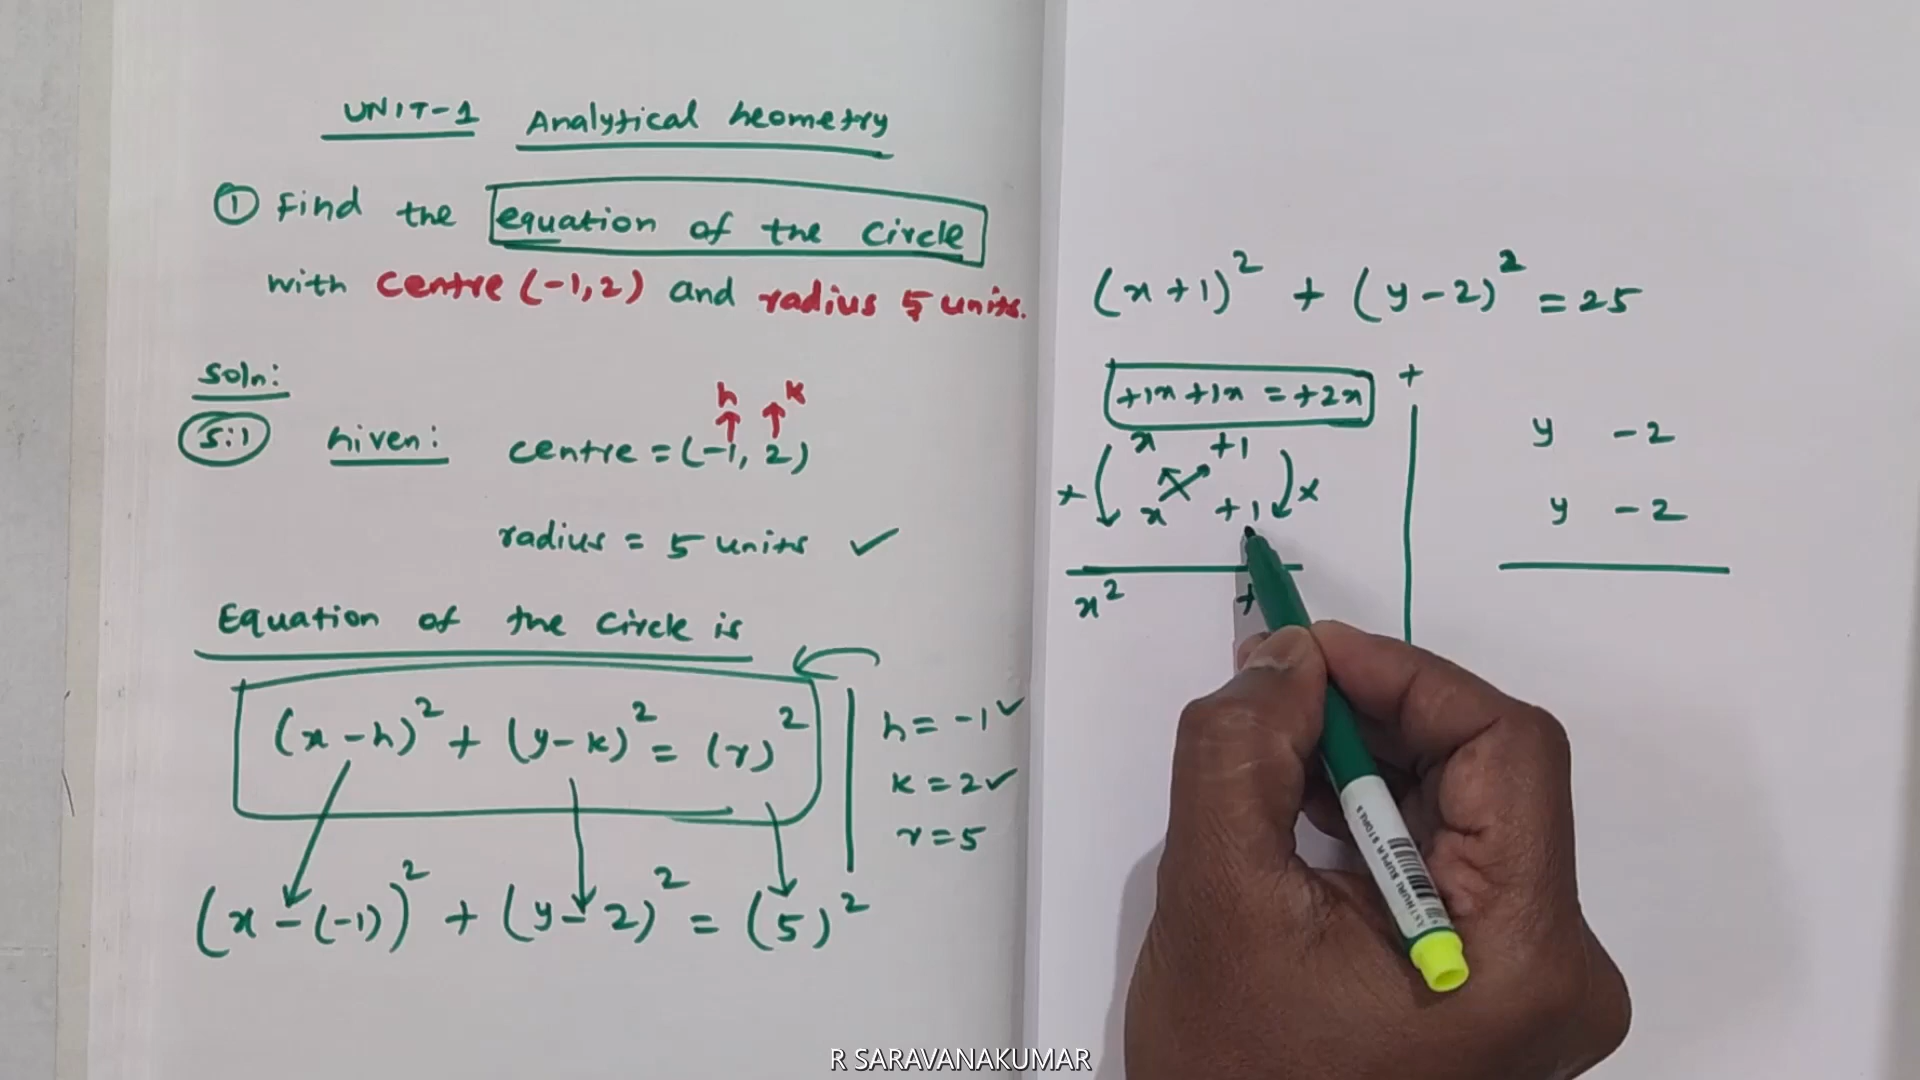 UNIT-1 Analytical Geometry
① Find the equation of the circle
with centre (-1,2) and radius 5 units.
Soln:
S:1 Given: centre = (-1, 2)
h k
radius = 5 units ✓
Equation of the circle is
(x - h)² + (y - k)² = (r)²
h = -1 ✓
k = 2 ✓
r = 5
(x - (-1))² + (y - 2)² = (5)²
(x + 1)² + (y - 2)² = 25
+1x +1x = +2x +
x +1
x x
x +1
x² +
y -2
y -2
R SARAVANAKUMAR